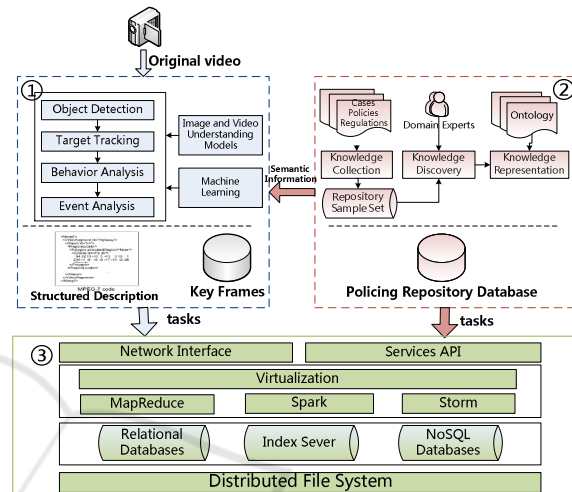 Original video
①
Object Detection
Target Tracking
Behavior Analysis
Event Analysis
Image and Video
Understanding
Models
Machine
Learning
Structured Description
MPEG-7 code
Key Frames
Semantic
Information
②
Cases
Policies
Regulations
Domain Experts
Ontology
Knowledge
Collection
Knowledge
Discovery
Knowledge
Representation
Repository
Sample Set
Policing Repository Database
tasks
tasks
③
Network Interface
Services API
Virtualization
MapReduce
Spark
Storm
Relational
Databases
Index Sever
NoSQL
Databases
Distributed File System